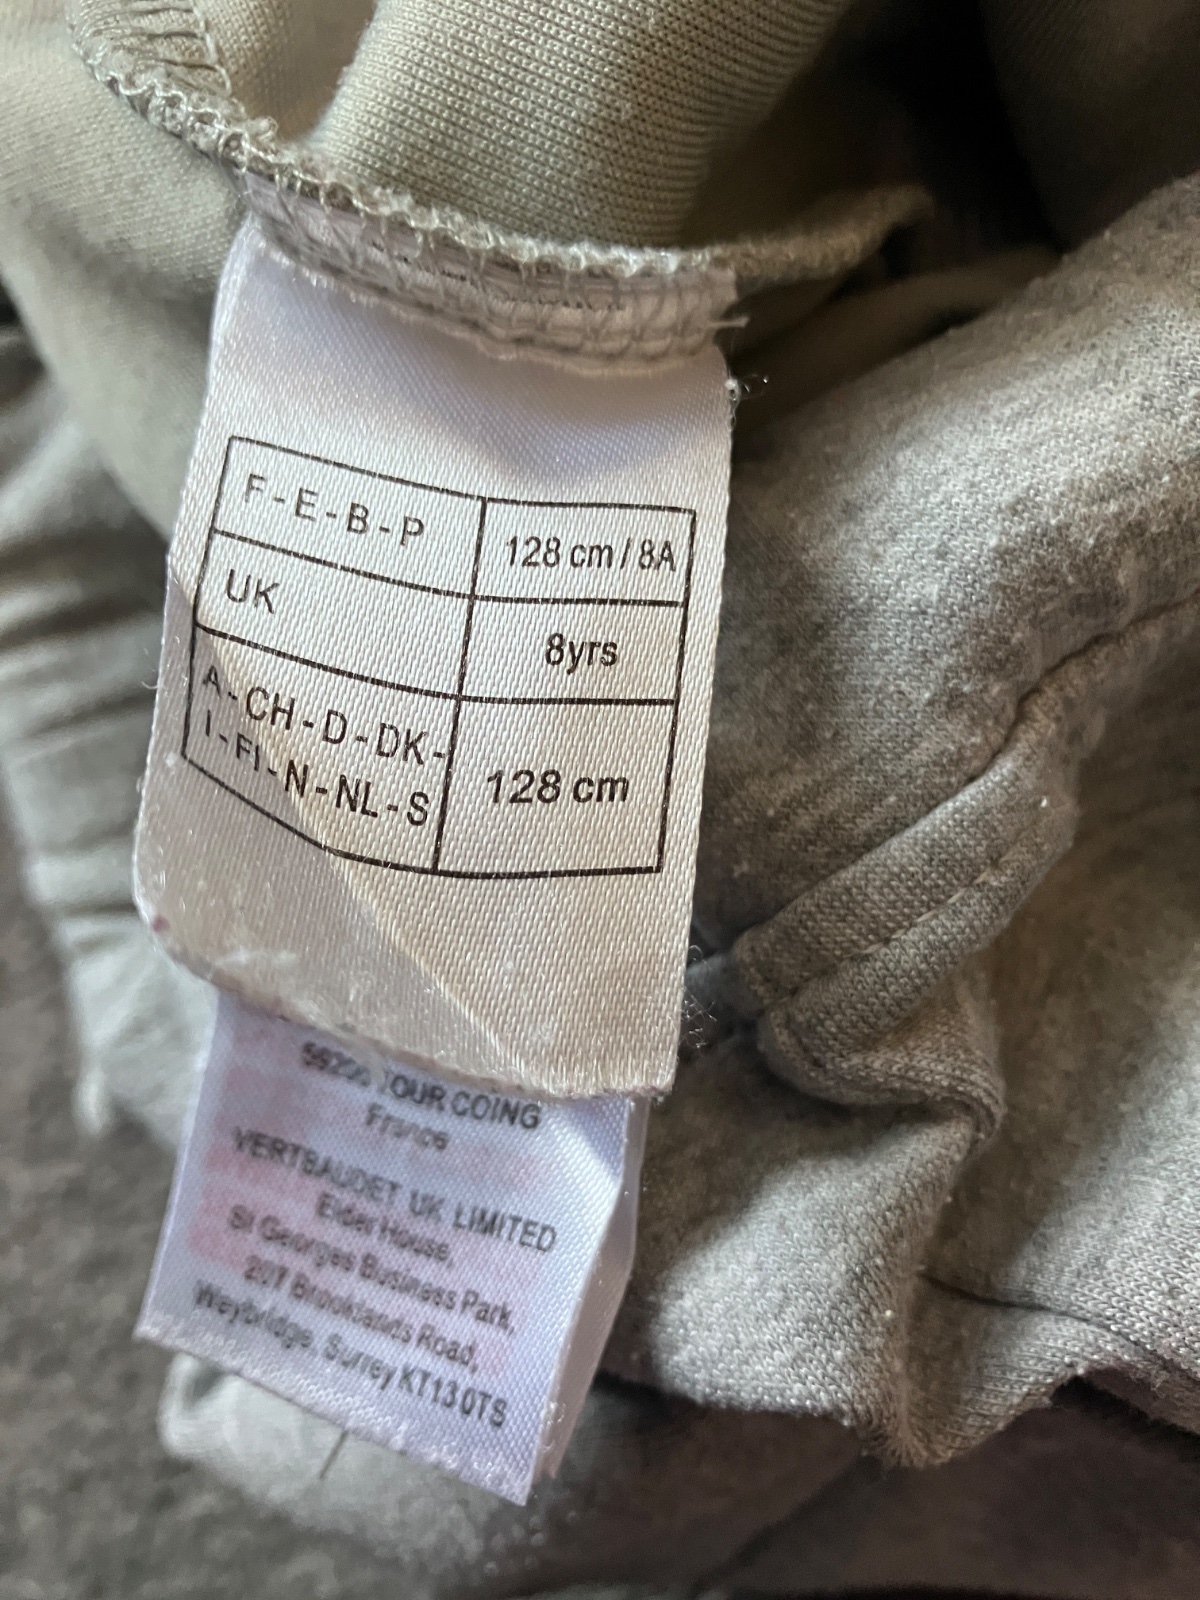 F-E-B-P 128 cm / 8A
UK 8yrs
A-CH-D-DK-
I-FI-N-NL-S 128 cm
TOURCOING
France
VERTBAUDET UK LIMITED
Elder House,
St Georges Business Park,
207 Brooklands Road,
Weybridge, Surrey KT13 0TS